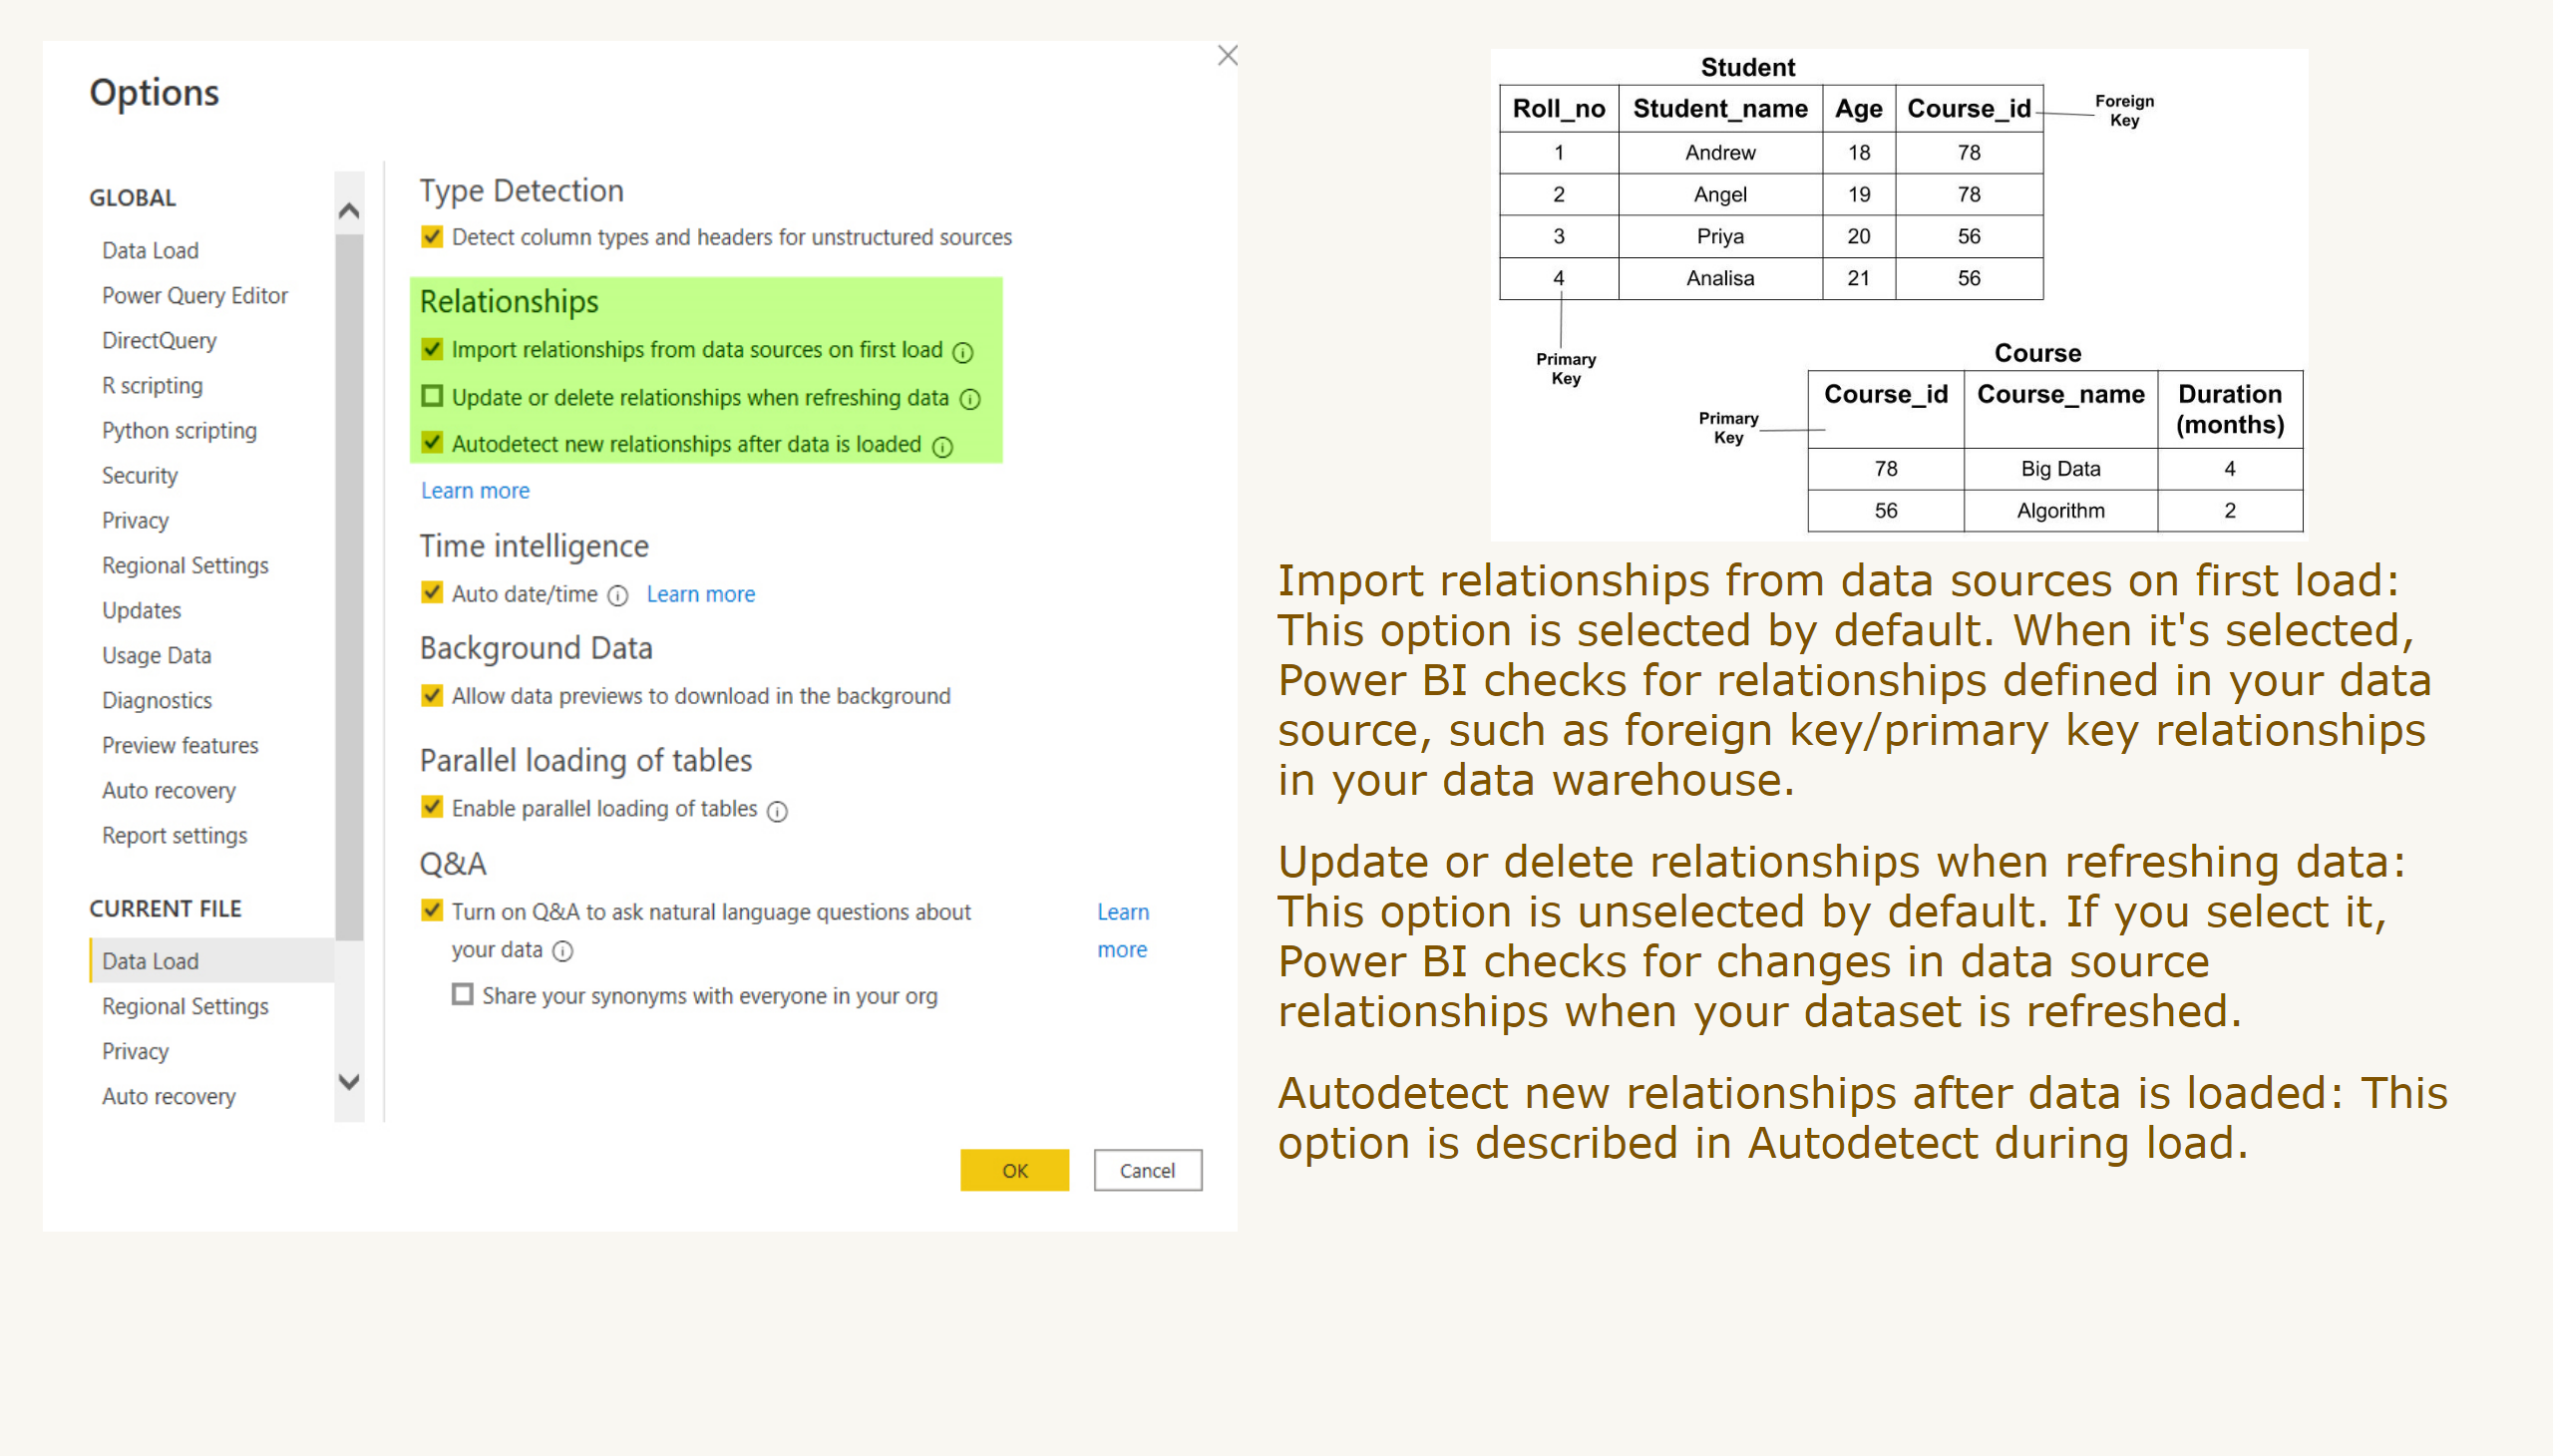 Options
GLOBAL
Data Load
Power Query Editor
DirectQuery
R scripting
Python scripting
Security
Privacy
Regional Settings
Updates
Usage Data
Diagnostics
Preview features
Auto recovery
Report settings
CURRENT FILE
Data Load
Regional Settings
Privacy
Auto recovery
Type Detection
Detect column types and headers for unstructured sources
Relationships
Import relationships from data sources on first load
Update or delete relationships when refreshing data
Autodetect new relationships after data is loaded
Learn more
Time intelligence
Auto date/time Learn more
Background Data
Allow data previews to download in the background
Parallel loading of tables
Enable parallel loading of tables
Q&A
Turn on Q&A to ask natural language questions about
your data
Learn
more
Share your synonyms with everyone in your org
OK Cancel
Student
Roll_no Student_name Age Course_id
1 Andrew 18 78
2 Angel 19 78
3 Priya 20 56
4 Analisa 21 56
Foreign
Key
Primary
Key
Course
Course_id Course_name Duration
(months)
78 Big Data 4
56 Algorithm 2
Primary
Key
Import relationships from data sources on first load:
This option is selected by default. When it's selected,
Power BI checks for relationships defined in your data
source, such as foreign key/primary key relationships
in your data warehouse.
Update or delete relationships when refreshing data:
This option is unselected by default. If you select it,
Power BI checks for changes in data source
relationships when your dataset is refreshed.
Autodetect new relationships after data is loaded: This
option is described in Autodetect during load.